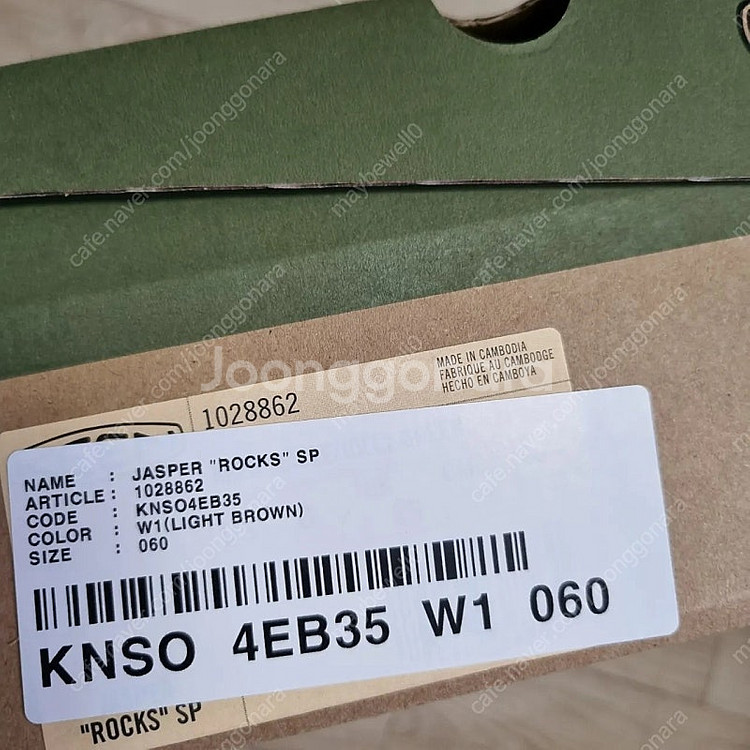 1028862
MADE IN CAMBODIA
FABRIQUE AU CAMBODGE
HECHO EN CAMBOYA
NAME : JASPER "ROCKS" SP
ARTICLE : 1028862
CODE : KNSO4EB35
COLOR : W1(LIGHT BROWN)
SIZE : 060
KNSO 4EB35 W1 060
"ROCKS" SP
Joonggonara
cafe.naver.com/joonggonara
maybewell0